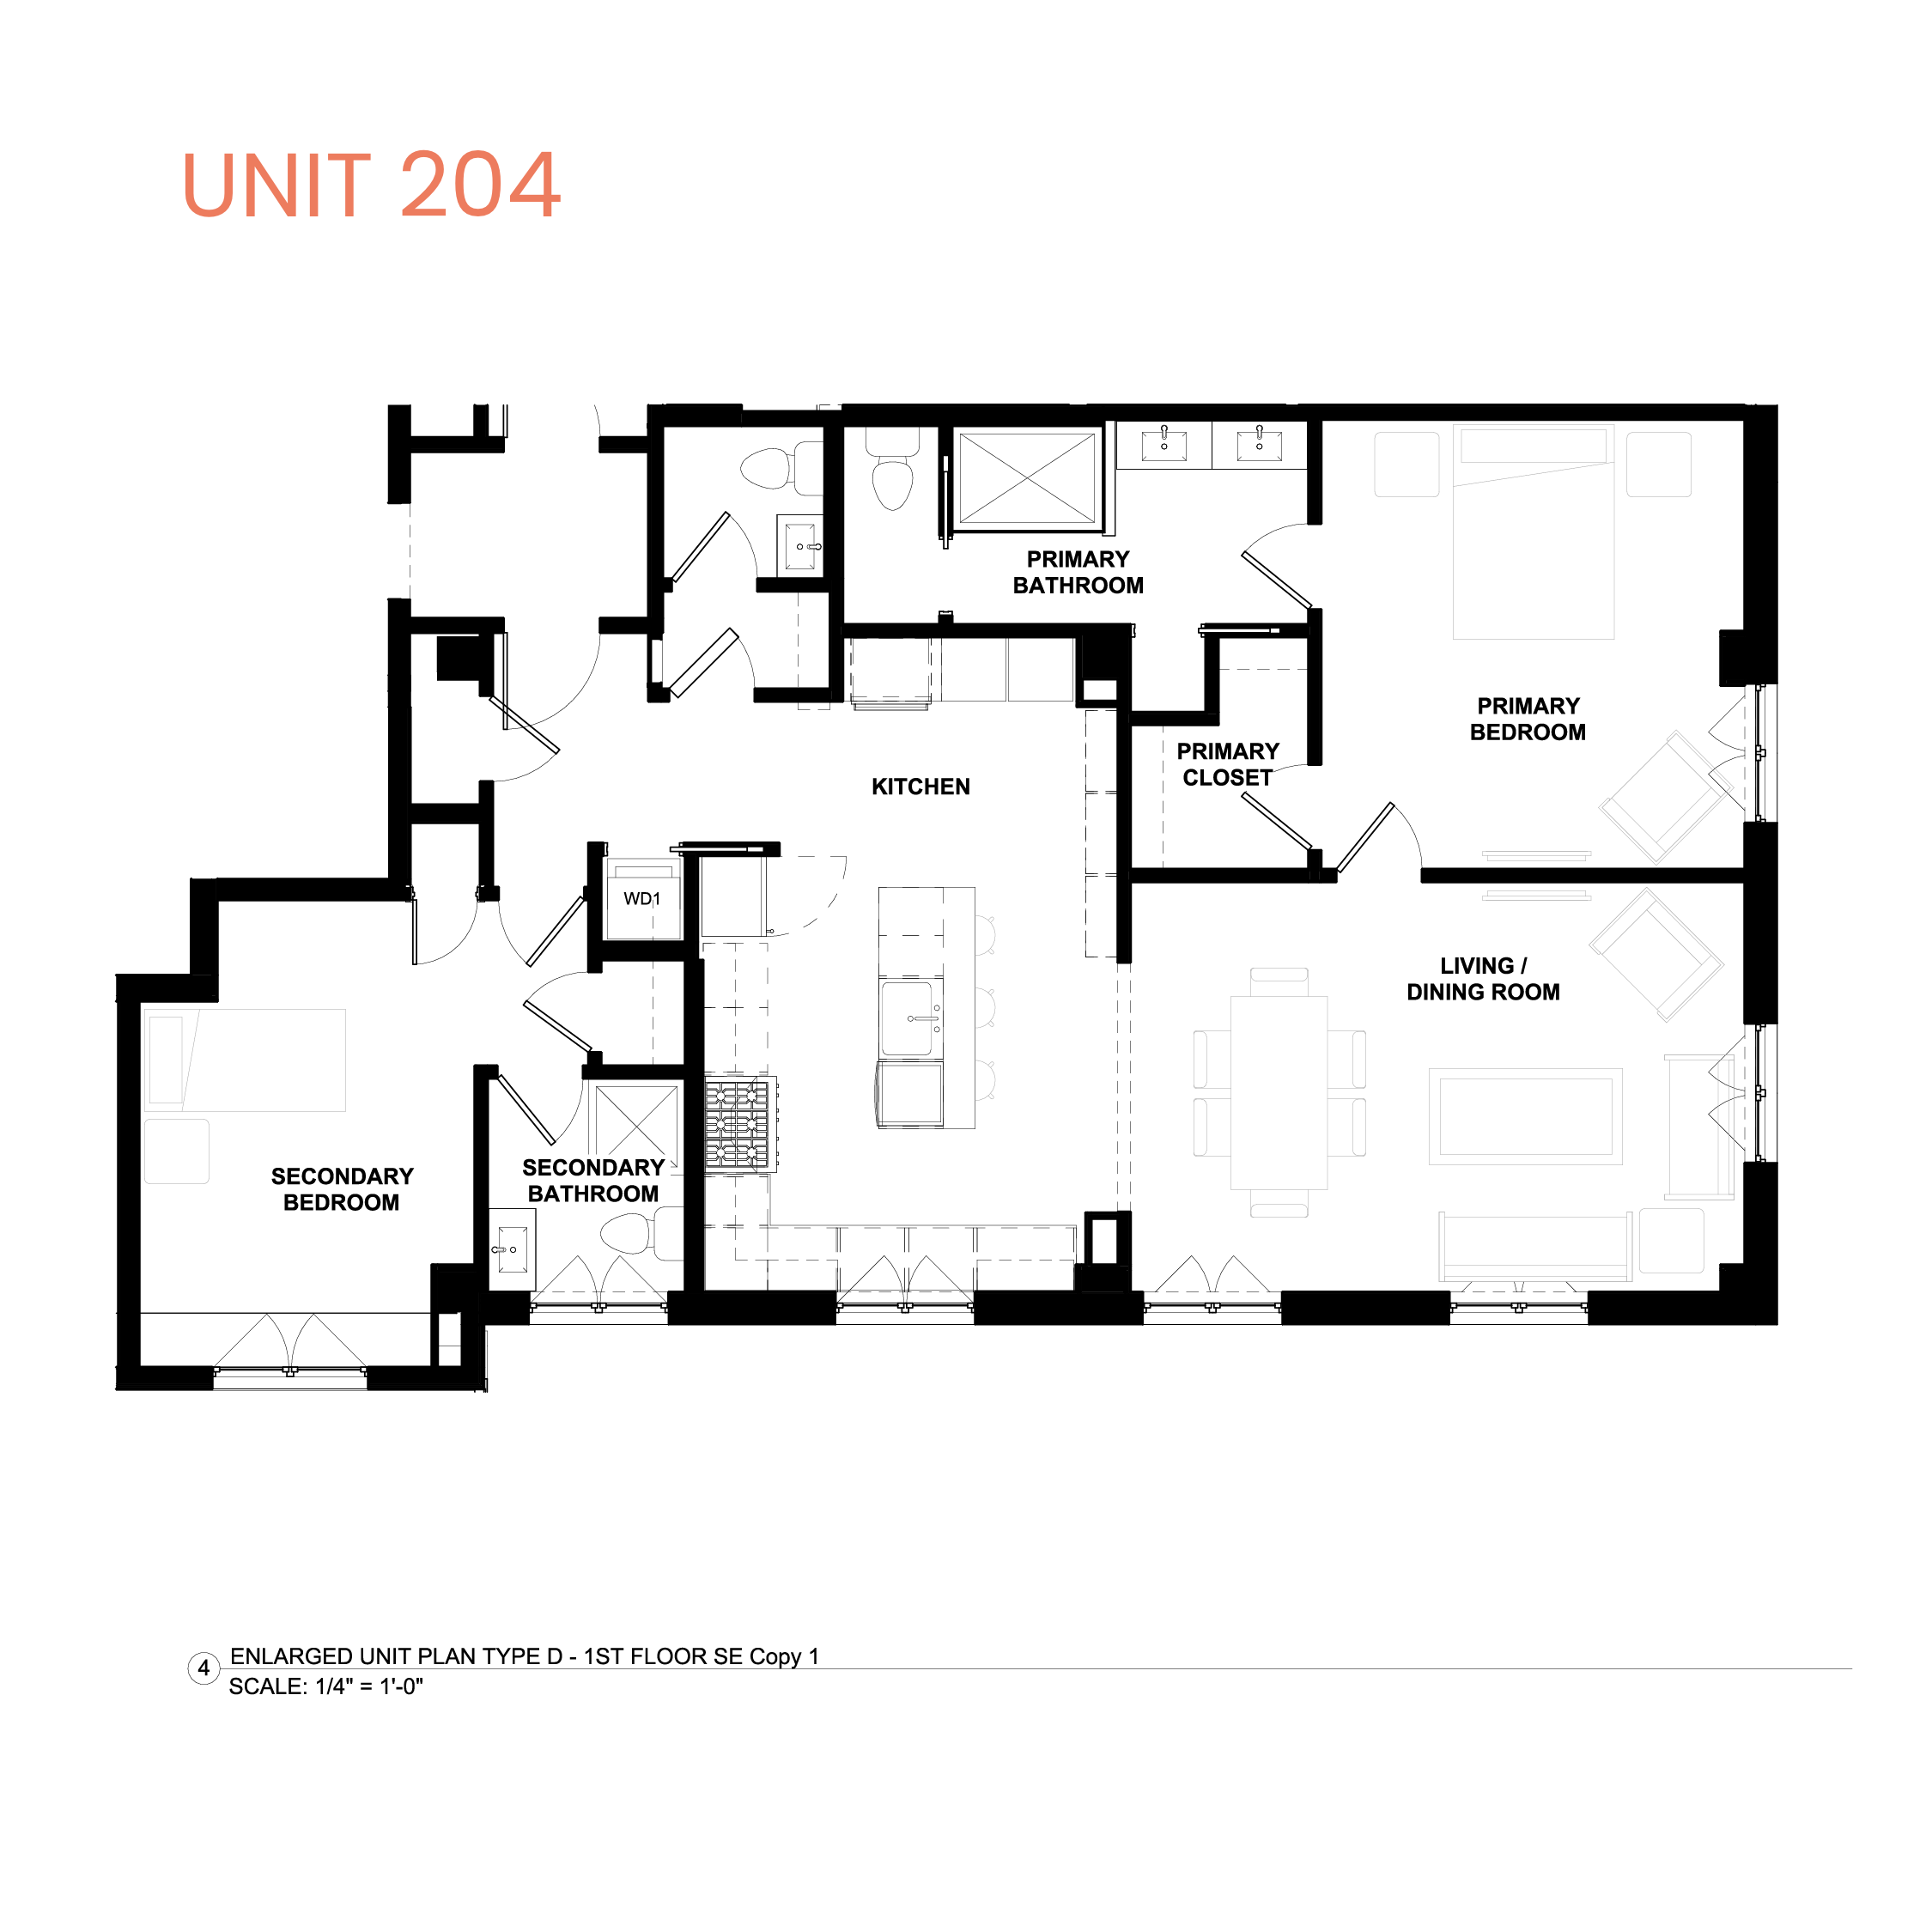 UNIT 204
PRIMARY
BATHROOM
PRIMARY
BEDROOM
PRIMARY
CLOSET
KITCHEN
WD1
LIVING /
DINING ROOM
SECONDARY
BATHROOM
SECONDARY
BEDROOM
4
ENLARGED UNIT PLAN TYPE D - 1ST FLOOR SE Copy 1
SCALE: 1/4" = 1'-0"